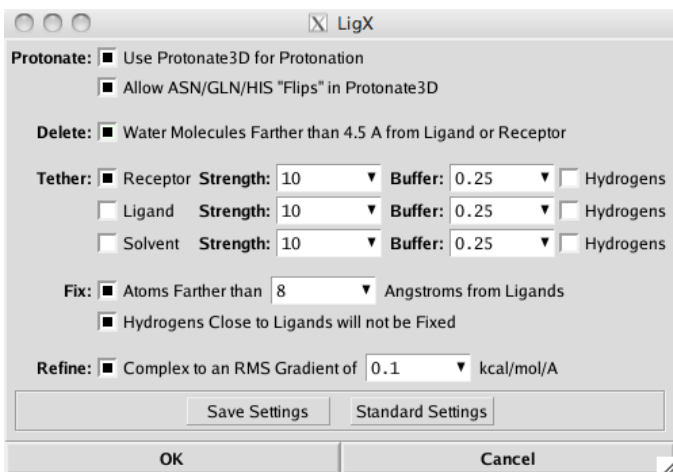 LigX
Protonate: Use Protonate3D for Protonation
Allow ASN/GLN/HIS "Flips" in Protonate3D
Delete: Water Molecules Farther than 4.5 A from Ligand or Receptor
Tether: Receptor Strength: 10 Buffer: 0.25 Hydrogens
Ligand Strength: 10 Buffer: 0.25 Hydrogens
Solvent Strength: 10 Buffer: 0.25 Hydrogens
Fix: Atoms Farther than 8 Angstroms from Ligands
Hydrogens Close to Ligands will not be Fixed
Refine: Complex to an RMS Gradient of 0.1 kcal/mol/A
Save Settings Standard Settings
OK Cancel